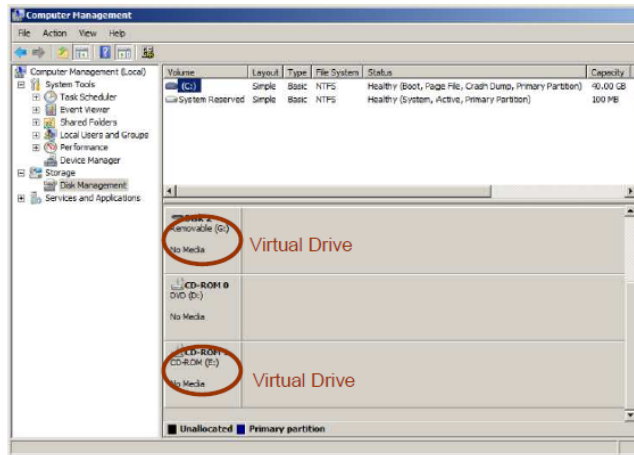 Computer Management
File Action View Help
Computer Management (Local)
System Tools
Task Scheduler
Event Viewer
Shared Folders
Local Users and Groups
Performance
Device Manager
Storage
Disk Management
Services and Applications
Volume Layout Type File System Status Capacity
(C:) Simple Basic NTFS Healthy (Boot, Page File, Crash Dump, Primary Partition) 40.00 GB
System Reserved Simple Basic NTFS Healthy (System, Active, Primary Partition) 100 MB
Disk 2
Removable (G:)
No Media
Virtual Drive
CD-ROM 0
DVD (D:)
No Media
CD-ROM
CD-ROM (E:)
No Media
Virtual Drive
Unallocated Primary partition